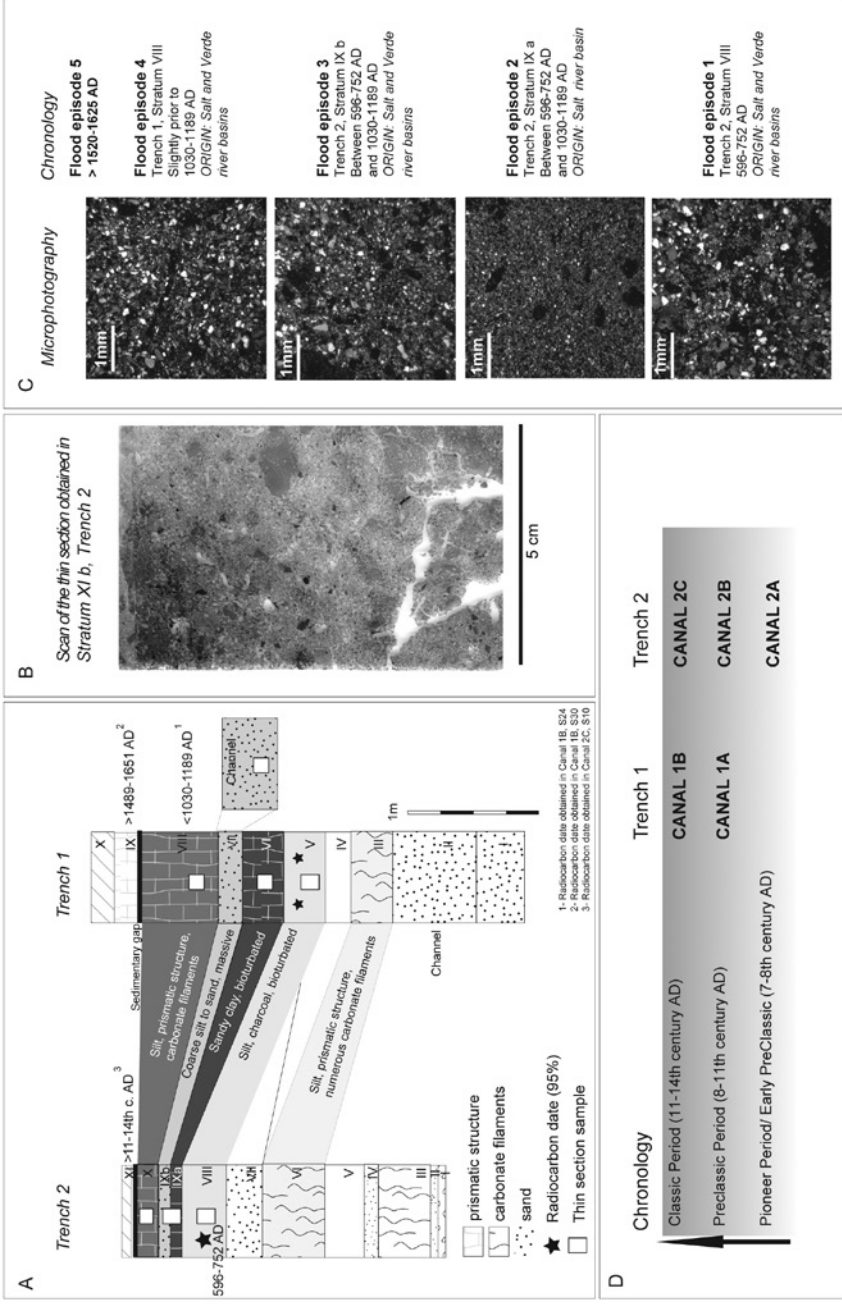 A
Trench 2
Trench 1
>11-14th c. AD 3
Sedimentary gap
>1489-1651 AD 2
<1030-1189 AD 1
596-752 AD
XI
X
IXb
IXa
VIII
VII
VI
V
IV
III
II
I
Silt, prismatic structure,
carbonate filaments
Coarse silt to sand, massive
Sandy clay, bioturbated
Silt, charcoal, bioturbated
Silt, prismatic structure,
numerous carbonate filaments
X
IX
VIII
VII
VI
V
IV
III
II
I
Channel
Channel
1m
prismatic structure
carbonate filaments
sand
Radiocarbon date (95%)
Thin section sample
1- Radiocarbon date obtained in Canal 1B, S24
2- Radiocarbon date obtained in Canal 1B, S30
3- Radiocarbon date obtained in Canal 2C, S10
B
Scan of the thin section obtained in
Stratum XI b, Trench 2
5 cm
C
Microphotography
Chronology
Flood episode 5
> 1520-1625 AD
1mm
Flood episode 4
Trench 1, Stratum VIII
Slightly prior to
1030-1189 AD
ORIGIN: Salt and Verde
river basins
1mm
Flood episode 3
Trench 2, Stratum IX b
Between 596-752 AD
and 1030-1189 AD
ORIGIN: Salt and Verde
river basins
1mm
Flood episode 2
Trench 2, Stratum IX a
Between 596-752 AD
and 1030-1189 AD
ORIGIN: Salt river basin
1mm
Flood episode 1
Trench 2, Stratum VIII
596-752 AD
ORIGIN: Salt and Verde
river basins
D
Chronology
Trench 1
Trench 2
Classic Period (11-14th century AD)
CANAL 1B
CANAL 2C
Preclassic Period (8-11th century AD)
CANAL 1A
CANAL 2B
Pioneer Period/ Early PreClassic (7-8th century AD)
CANAL 2A